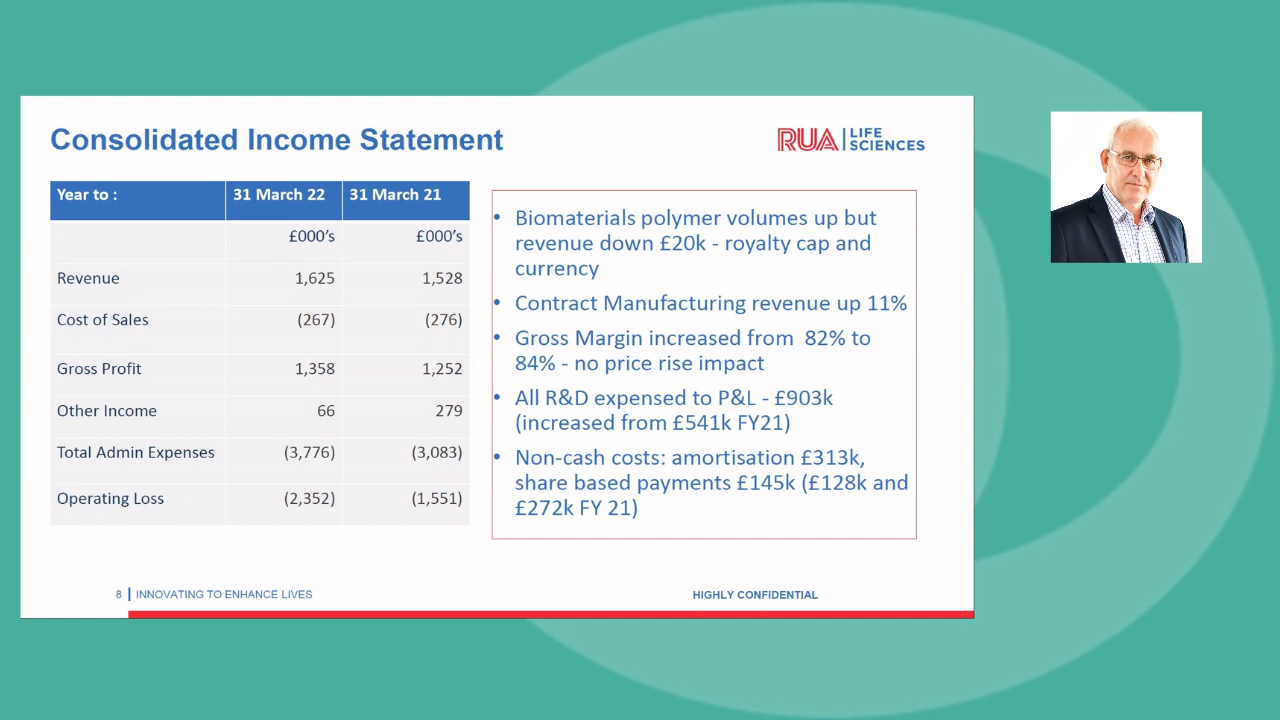 Consolidated Income Statement
RUA | LIFE SCIENCES
Year to : 31 March 22 31 March 21
£000’s £000’s
Revenue 1,625 1,528
Cost of Sales (267) (276)
Gross Profit 1,358 1,252
Other Income 66 279
Total Admin Expenses (3,776) (3,083)
Operating Loss (2,352) (1,551)
• Biomaterials polymer volumes up but
revenue down £20k - royalty cap and
currency
• Contract Manufacturing revenue up 11%
• Gross Margin increased from 82% to
84% - no price rise impact
• All R&D expensed to P&L - £903k
(increased from £541k FY21)
• Non-cash costs: amortisation £313k,
share based payments £145k (£128k and
£272k FY 21)
8 | INNOVATING TO ENHANCE LIVES
HIGHLY CONFIDENTIAL